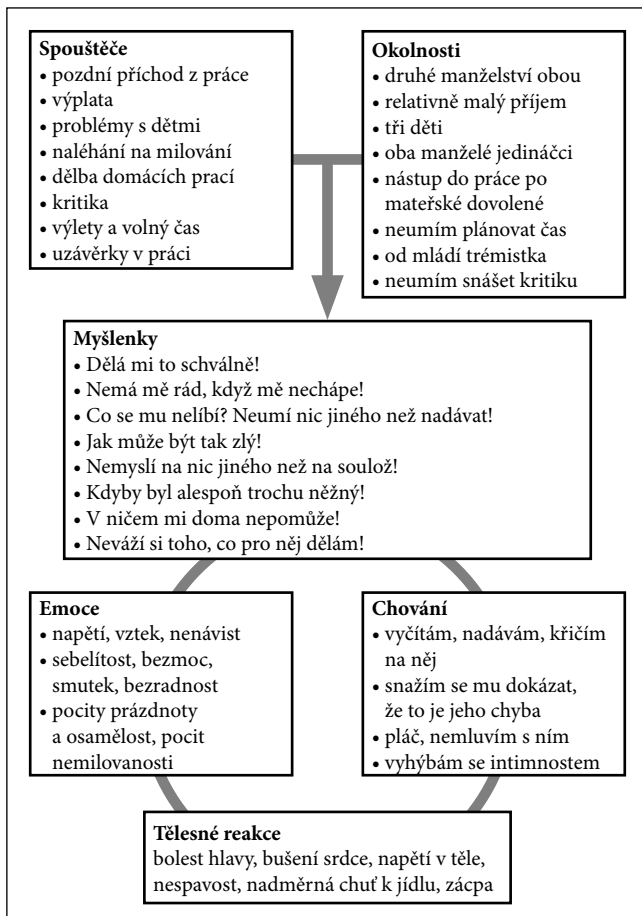 Spouštěče
• pozdní příchod z práce
• výplata
• problémy s dětmi
• naléhání na milování
• dělba domácích prací
• kritika
• výlety a volný čas
• uzávěrky v práci
Okolnosti
• druhé manželství obou
• relativně malý příjem
• tři děti
• oba manželé jedináčci
• nástup do práce po
mateřské dovolené
• neumím plánovat čas
• od mládí trémistka
• neumím snášet kritiku
Myšlenky
• Dělá mi to schválně!
• Nemá mě rád, když mě nechápe!
• Co se mu nelíbí? Neumí nic jiného než nadávat!
• Jak může být tak zlý!
• Nemyslí na nic jiného než na soulož!
• Kdyby byl alespoň trochu něžný!
• V ničem mi doma nepomůže!
• Neváží si toho, co pro něj dělám!
Emoce
• napětí, vztek, nenávist
• sebelítost, bezmoc,
smutek, bezradnost
• pocity prázdnoty
a osamělost, pocit
nemilovanosti
Chování
• vyčítám, nadávám, křičím
na něj
• snažím se mu dokázat,
že to je jeho chyba
• pláč, nemluvím s ním
• vyhýbám se intimnostem
Tělesné reakce
bolest hlavy, bušení srdce, napětí v těle,
nespavost, nadměrná chuť k jídlu, zácpa